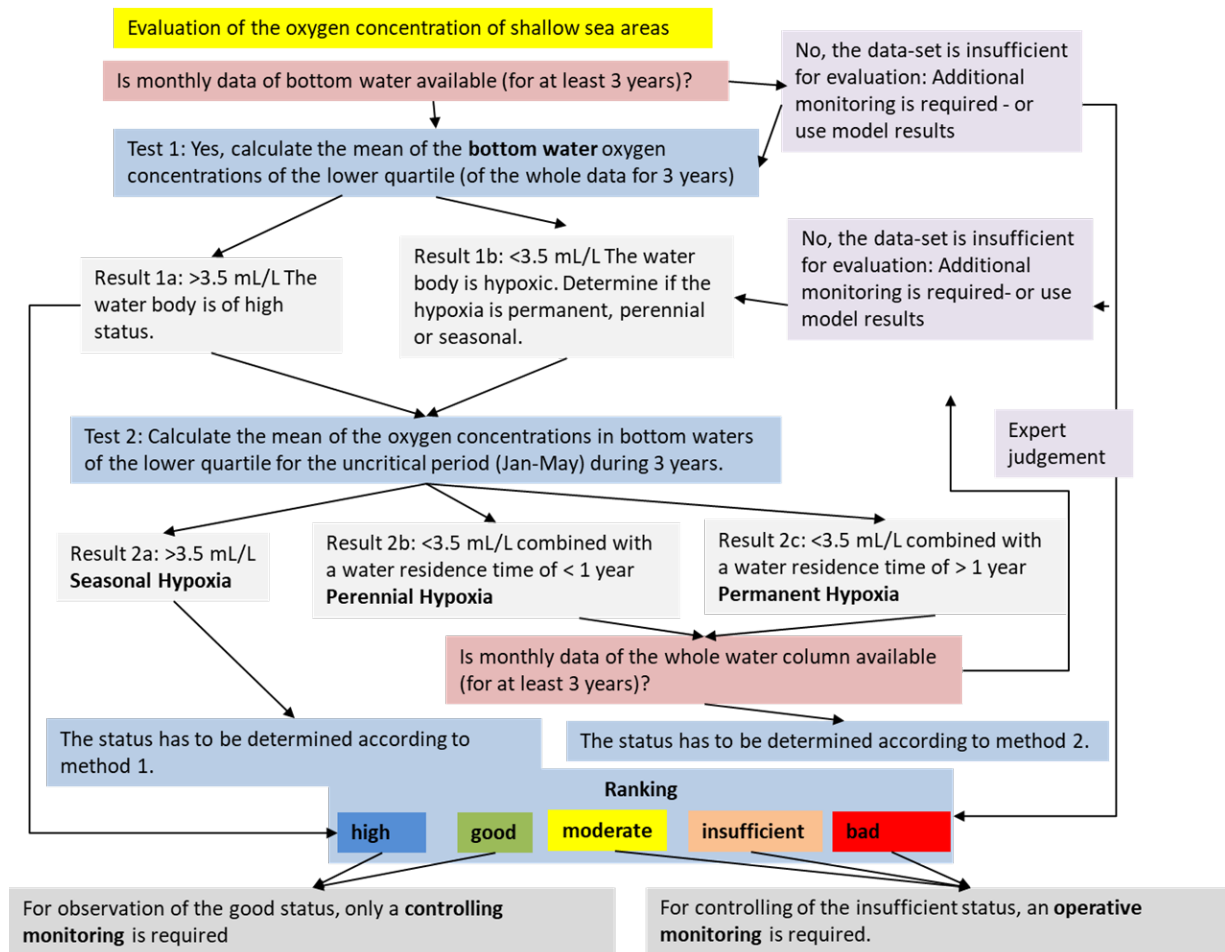 Evaluation of the oxygen concentration of shallow sea areas
Is monthly data of bottom water available (for at least 3 years)?
No, the data-set is insufficient
for evaluation: Additional
monitoring is required - or
use model results
Test 1: Yes, calculate the mean of the bottom water oxygen
concentrations of the lower quartile (of the whole data for 3 years)
Result 1a: >3.5 mL/L The
water body is of high
status.
Result 1b: <3.5 mL/L The water
body is hypoxic. Determine if the
hypoxia is permanent, perennial
or seasonal.
No, the data-set is insufficient
for evaluation: Additional
monitoring is required- or use
model results
Test 2: Calculate the mean of the oxygen concentrations in bottom waters
of the lower quartile for the uncritical period (Jan-May) during 3 years.
Expert
judgement
Result 2a: >3.5 mL/L
Seasonal Hypoxia
Result 2b: <3.5 mL/L combined with
a water residence time of < 1 year
Perennial Hypoxia
Result 2c: <3.5 mL/L combined with
a water residence time of > 1 year
Permanent Hypoxia
Is monthly data of the whole water column available
(for at least 3 years)?
The status has to be determined according to
method 1.
The status has to be determined according to method 2.
Ranking
high
good
moderate
insufficient
bad
For observation of the good status, only a controlling
monitoring is required
For controlling of the insufficient status, an operative
monitoring is required.